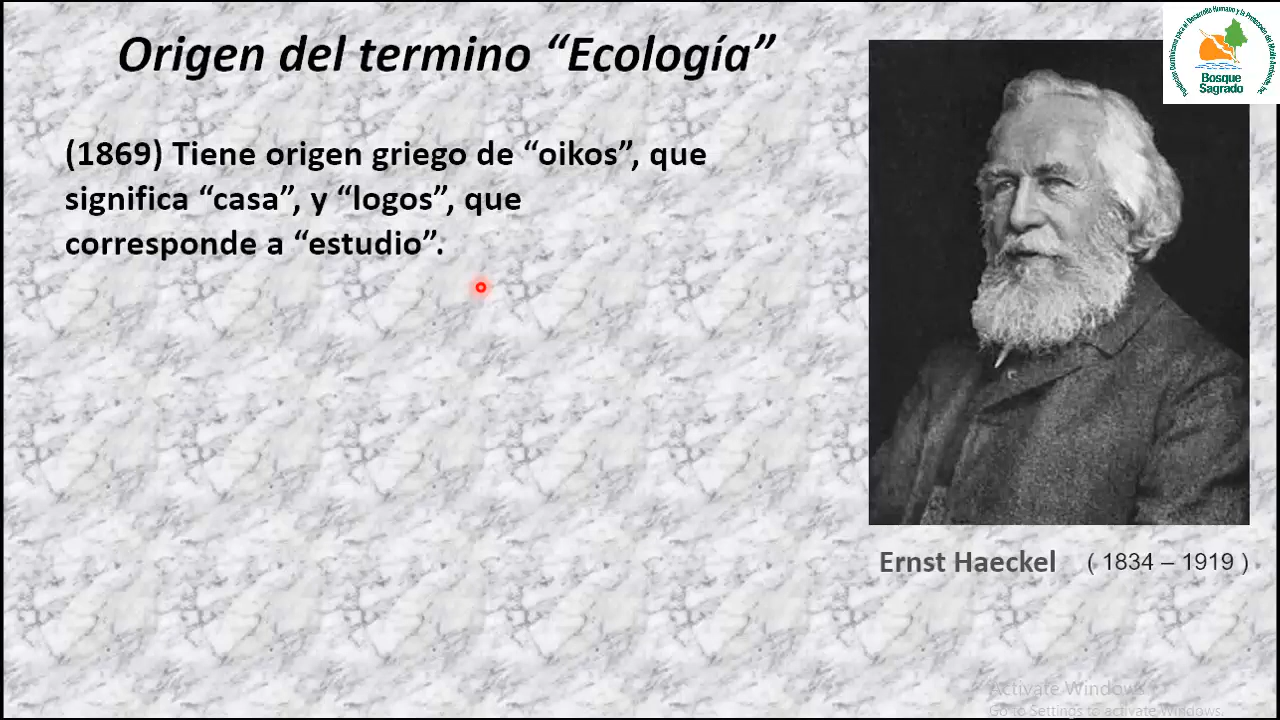 Origen del termino “Ecología”
(1869) Tiene origen griego de “oikos”, que
significa “casa”, y “logos”, que
corresponde a “estudio”.
Bosque
Sagrado
Ernst Haeckel ( 1834 – 1919 )
Activate Windows
Go to Settings to activate Windows.